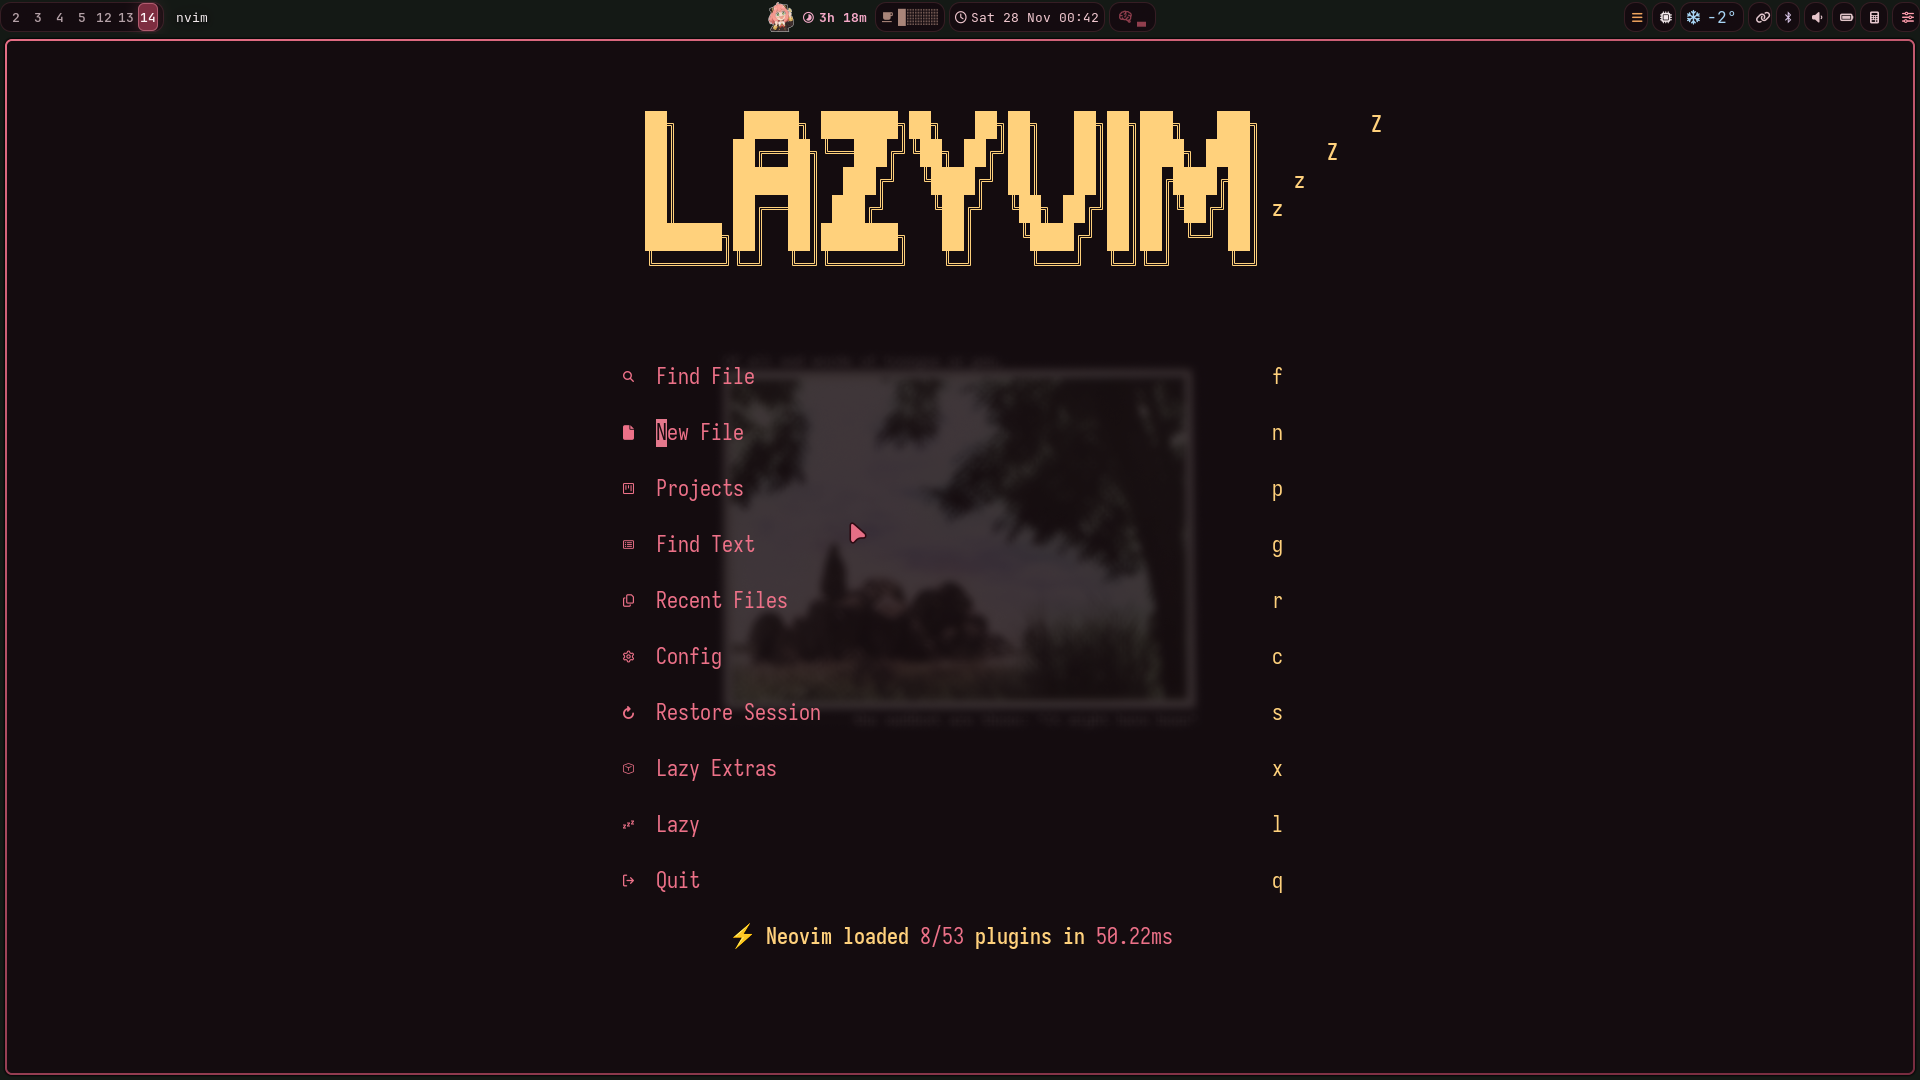 2 3 4 5 12 13 14 nvim 3h 18m Sat 28 Nov 00:42 -2°
LAZYVIM
Z
Z
z
z
Find File f
New File n
Projects p
Find Text g
Recent Files r
Config c
Restore Session s
Lazy Extras x
Lazy l
Quit q
⚡ Neovim loaded 8/53 plugins in 50.22ms